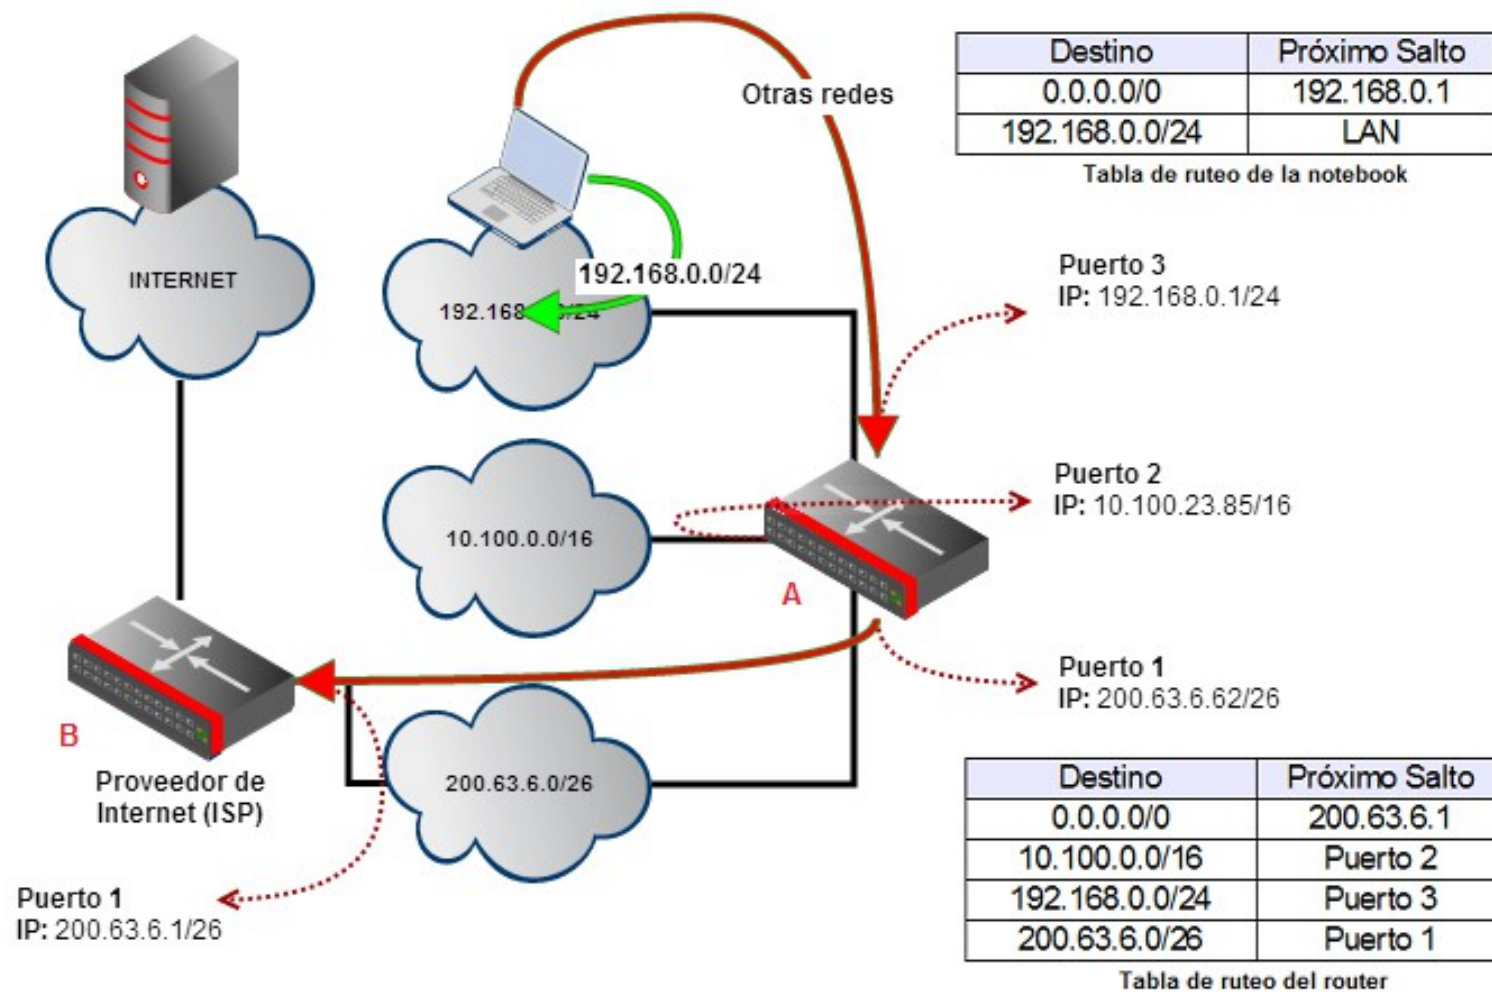 Destino Próximo Salto
0.0.0.0/0 192.168.0.1
192.168.0.0/24 LAN
Tabla de ruteo de la notebook
Otras redes
INTERNET
192.168.0.0/24
192.168 /24
Puerto 3
IP: 192.168.0.1/24
Puerto 2
IP: 10.100.23.85/16
10.100.0.0/16
A
Puerto 1
IP: 200.63.6.62/26
B
Proveedor de
Internet (ISP)
200.63.6.0/26
Puerto 1
IP: 200.63.6.1/26
Destino Próximo Salto
0.0.0.0/0 200.63.6.1
10.100.0.0/16 Puerto 2
192.168.0.0/24 Puerto 3
200.63.6.0/26 Puerto 1
Tabla de ruteo del router